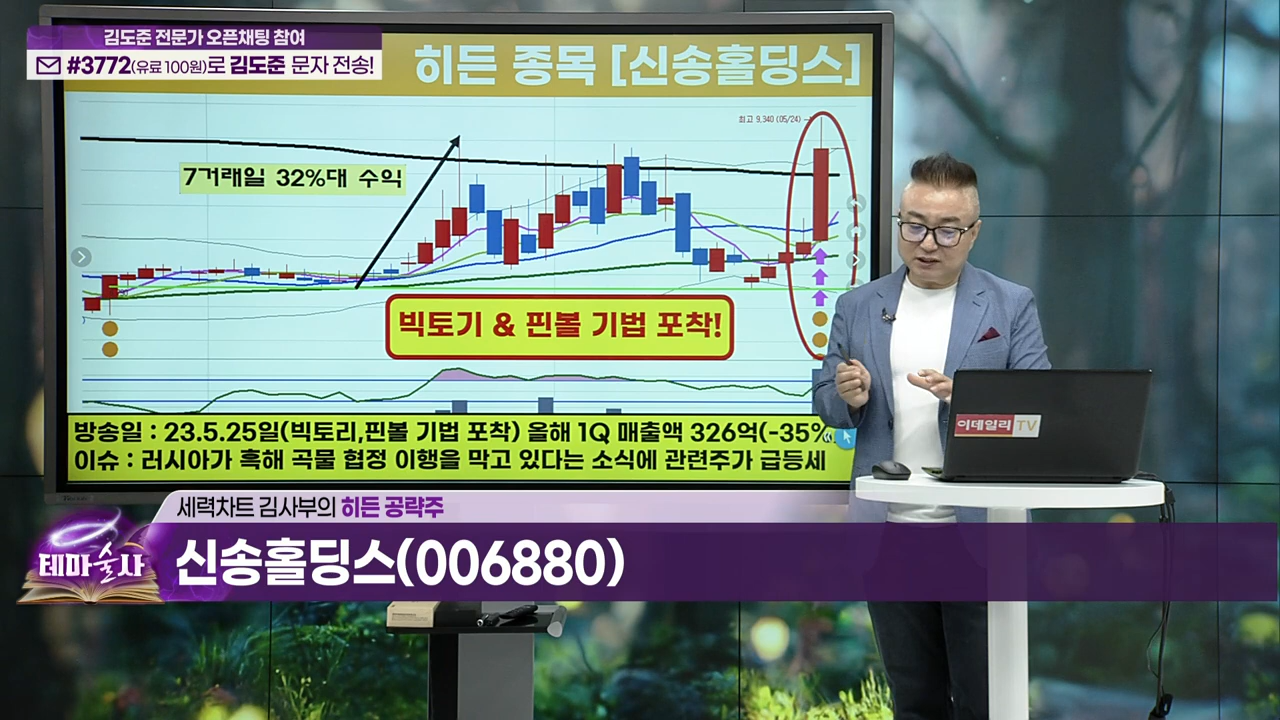 김도준 전문가 오픈채팅 참여
#3772(유료 100원)로 김도준 문자 전송!
히든 종목 [신송홀딩스]
최고 9,340 (05/24)
7거래일 32%대 수익
빅토기 & 핀볼 기법 포착!
방송일 : 23.5.25일(빅토리,핀볼 기법 포착) 올해 1Q 매출액 326억(-35%
이슈 : 러시아가 흑해 곡물 협정 이행을 막고 있다는 소식에 관련주가 급등세
이데일리 TV
세력차트 김사부의 히든 공략주
테마술사
신송홀딩스(006880)